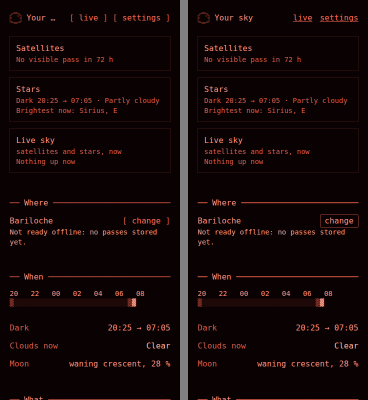 Your … [ live ] [ settings ]
Satellites
No visible pass in 72 h
Stars
Dark 20:25 → 07:05 · Partly cloudy
Brightest now: Sirius, E
Live sky
satellites and stars, now
Nothing up now
Where
Bariloche [ change ]
Not ready offline: no passes stored
yet.
When
20 22 00 02 04 06 08
Dark 20:25 → 07:05
Clouds now Clear
Moon waning crescent, 28 %
What
Your sky live settings
Satellites
No visible pass in 72 h
Stars
Dark 20:25 → 07:05 · Partly cloudy
Brightest now: Sirius, E
Live sky
satellites and stars, now
Nothing up now
Where
Bariloche change
Not ready offline: no passes stored
yet.
When
20 22 00 02 04 06 08
Dark 20:25 → 07:05
Clouds now Clear
Moon waning crescent, 28 %
What